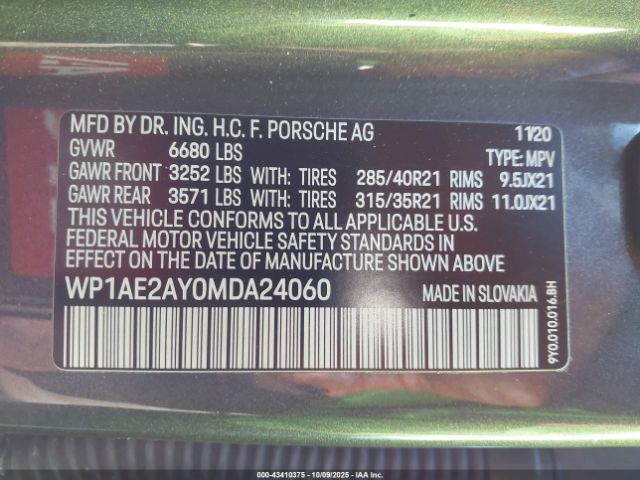 MFD BY DR. ING. H.C. F. PORSCHE AG 11/20
GVWR 6680 LBS TYPE: MPV
GAWR FRONT 3252 LBS WITH: TIRES 285/40R21 RIMS 9.5JX21
GAWR REAR 3571 LBS WITH: TIRES 315/35R21 RIMS 11.0JX21
THIS VEHICLE CONFORMS TO ALL APPLICABLE U.S.
FEDERAL MOTOR VEHICLE SAFETY STANDARDS IN
EFFECT ON THE DATE OF MANUFACTURE SHOWN ABOVE.
WP1AE2AY0MDA24060 MADE IN SLOVAKIA
9Y0.010.016.BH
000-43410375 - 10/09/2025 - IAA Inc.